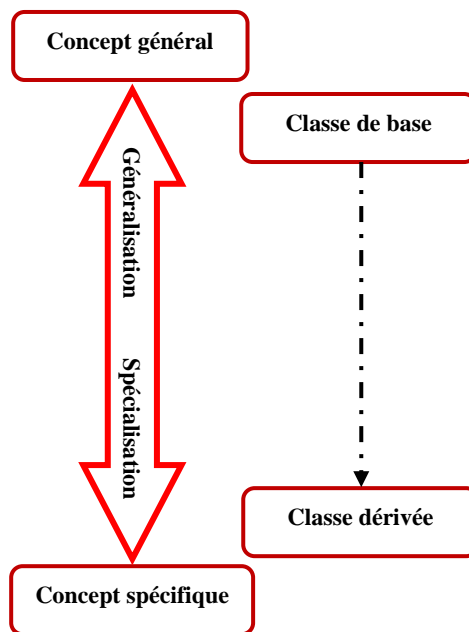 Concept général
Classe de base
Généralisation
Spécialisation
Classe dérivée
Concept spécifique